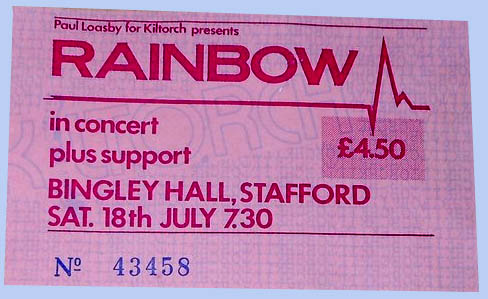 Paul Loasby for Kiltorch presents
RAINBOW
in concert
plus support
£4.50
BINGLEY HALL, STAFFORD
SAT. 18th JULY 7.30
Nº 43458